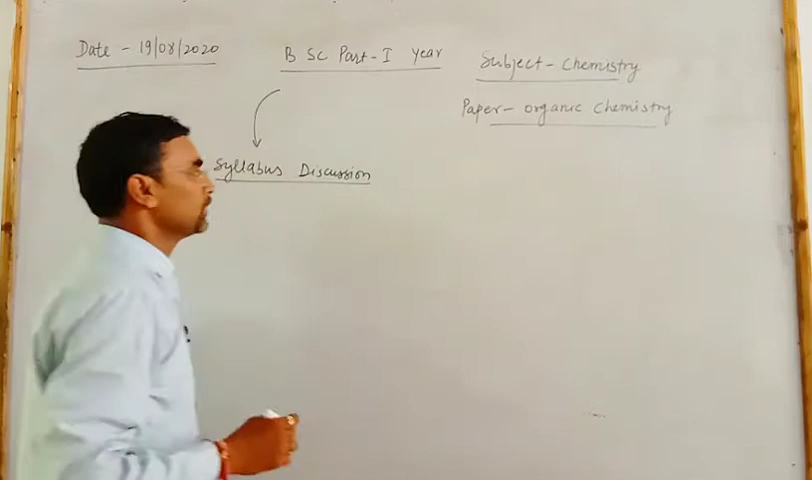 Date - 19/08/2020
B Sc Part-I Year
Subject - Chemistry
Paper - organic Chemistry
Syllabus Discussion